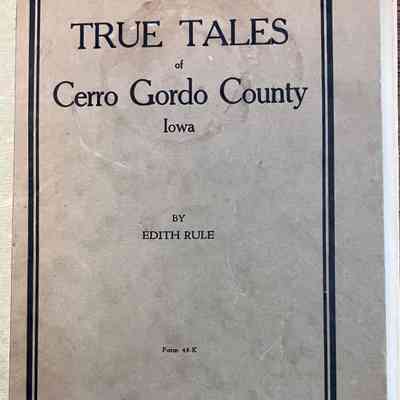 TRUE TALES
of
Cerro Gordo County
Iowa
BY
EDITH RULE
Form 48-K